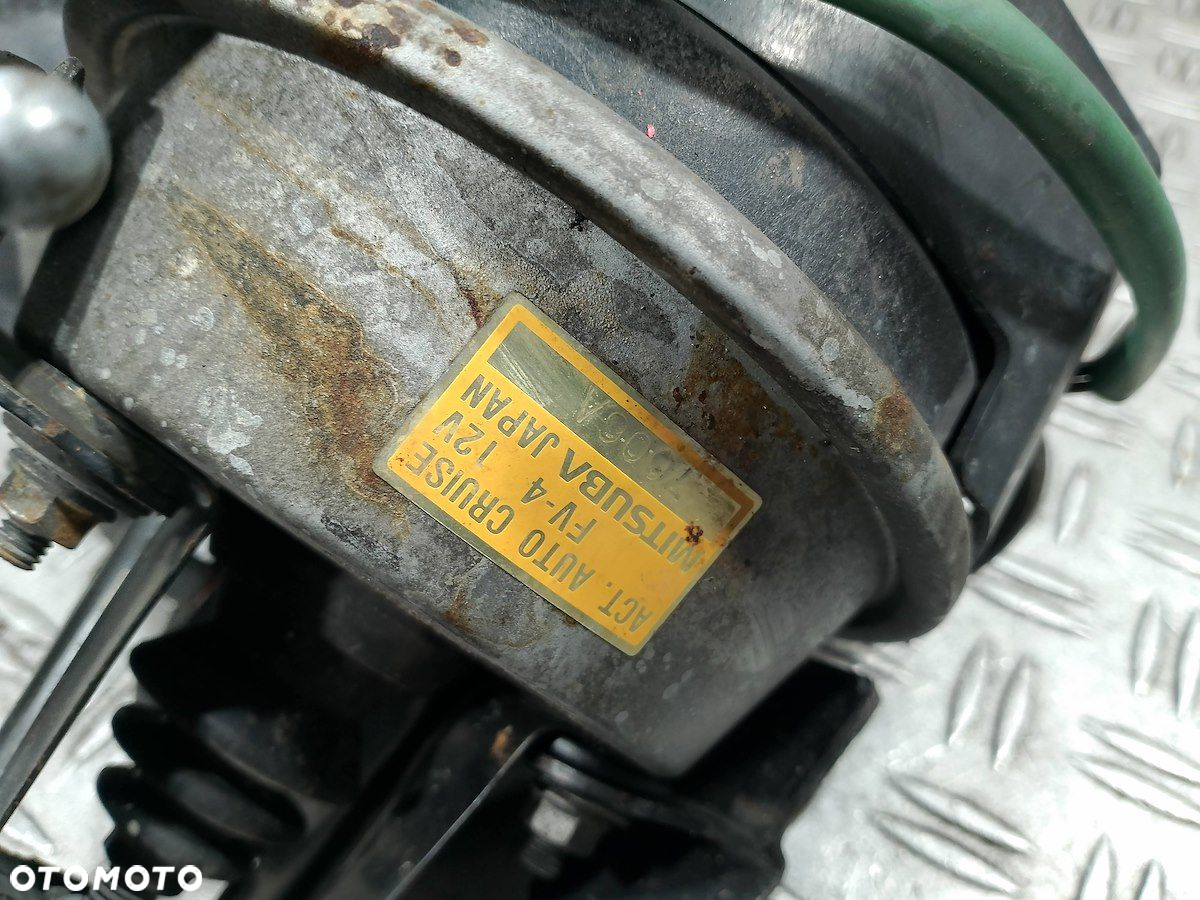 ACT. AUTO CRUISE
FV-4 12V
MITSUBA JAPAN
OTOMOTO